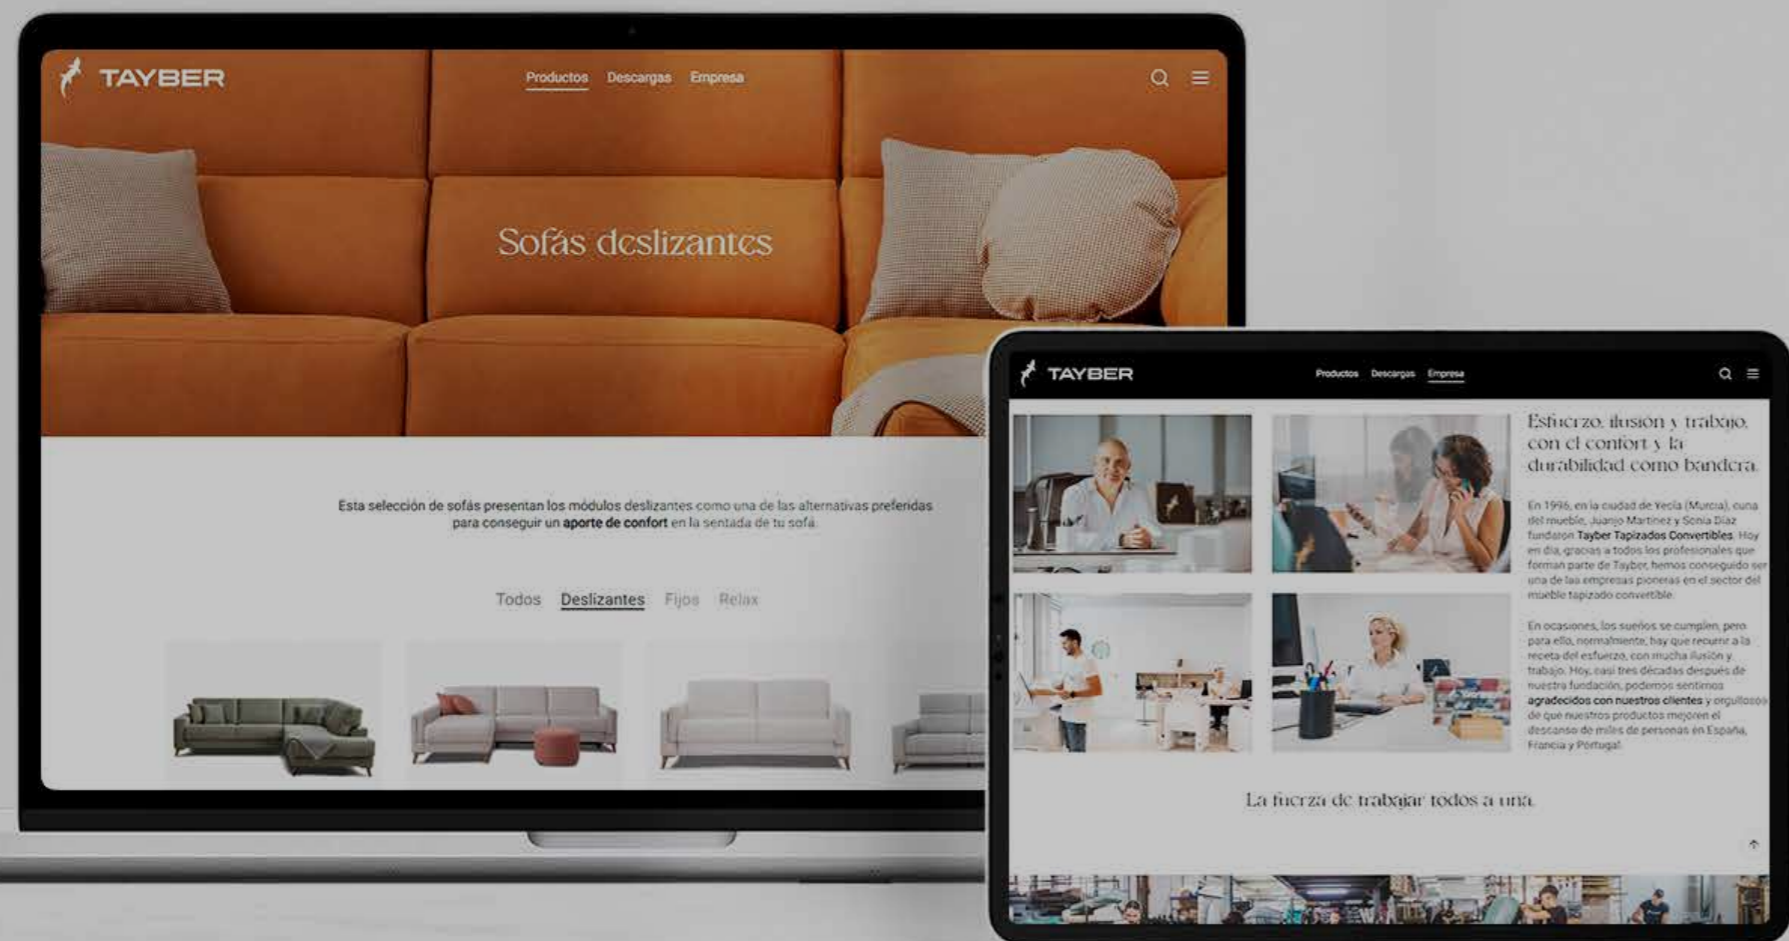 TAYBER
Productos Descargas Empresa
Sofás deslizantes
Esta selección de sofás presentan los módulos deslizantes como una de las alternativas preferidas
para conseguir un aporte de confort en la sentada de tu sofá.
Todos Deslizantes Fijos Relax
TAYBER
Productos Descargas Empresa
Esfuerzo, ilusión y trabajo,
con el confort y la
durabilidad como bandera.
En 1996, en la ciudad de Yecla (Murcia), cuna
del mueble, Juanjo Martínez y Sonia Díaz
fundaron Tayber Tapizados Convertibles. Hoy
en día, gracias a todos los profesionales que
forman parte de Tayber, hemos conseguido ser
una de las empresas pioneras en el sector del
mueble tapizado convertible.
En ocasiones, los sueños se cumplen, pero
para ello, normalmente, hay que recurrir a la
receta del esfuerzo, con mucha ilusión y
trabajo. Hoy, casi tres décadas después de
nuestra fundación, podemos sentirnos
agradecidos con nuestros clientes y orgullosos
de que nuestros productos mejoren el
descanso de miles de personas en España,
Francia y Portugal.
La fuerza de trabajar todos a una.